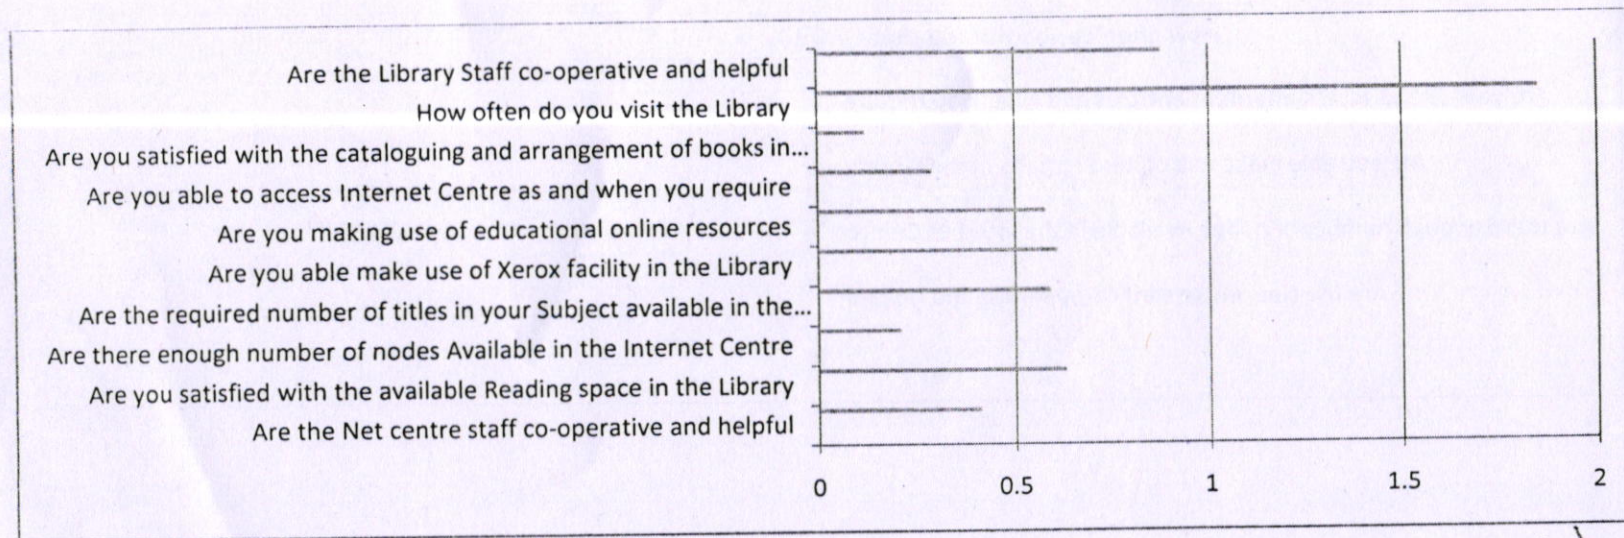 Are the Library Staff co-operative and helpful
How often do you visit the Library
Are you satisfied with the cataloguing and arrangement of books in...
Are you able to access Internet Centre as and when you require
Are you making use of educational online resources
Are you able make use of Xerox facility in the Library
Are the required number of titles in your Subject available in the...
Are there enough number of nodes Available in the Internet Centre
Are you satisfied with the available Reading space in the Library
Are the Net centre staff co-operative and helpful
0 0.5 1 1.5 2